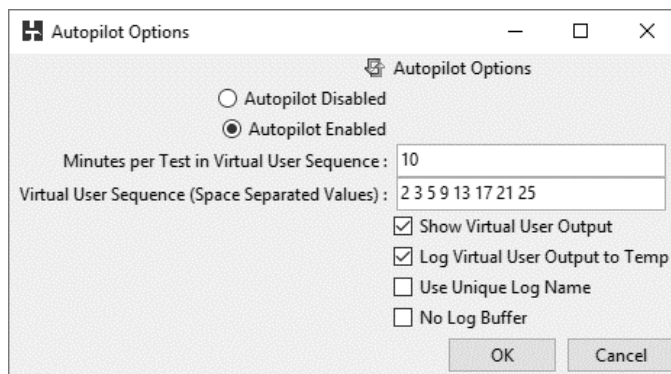 Autopilot Options
Autopilot Options
Autopilot Disabled
Autopilot Enabled
Minutes per Test in Virtual User Sequence : 10
Virtual User Sequence (Space Separated Values) : 2 3 5 9 13 17 21 25
Show Virtual User Output
Log Virtual User Output to Temp
Use Unique Log Name
No Log Buffer
OK Cancel